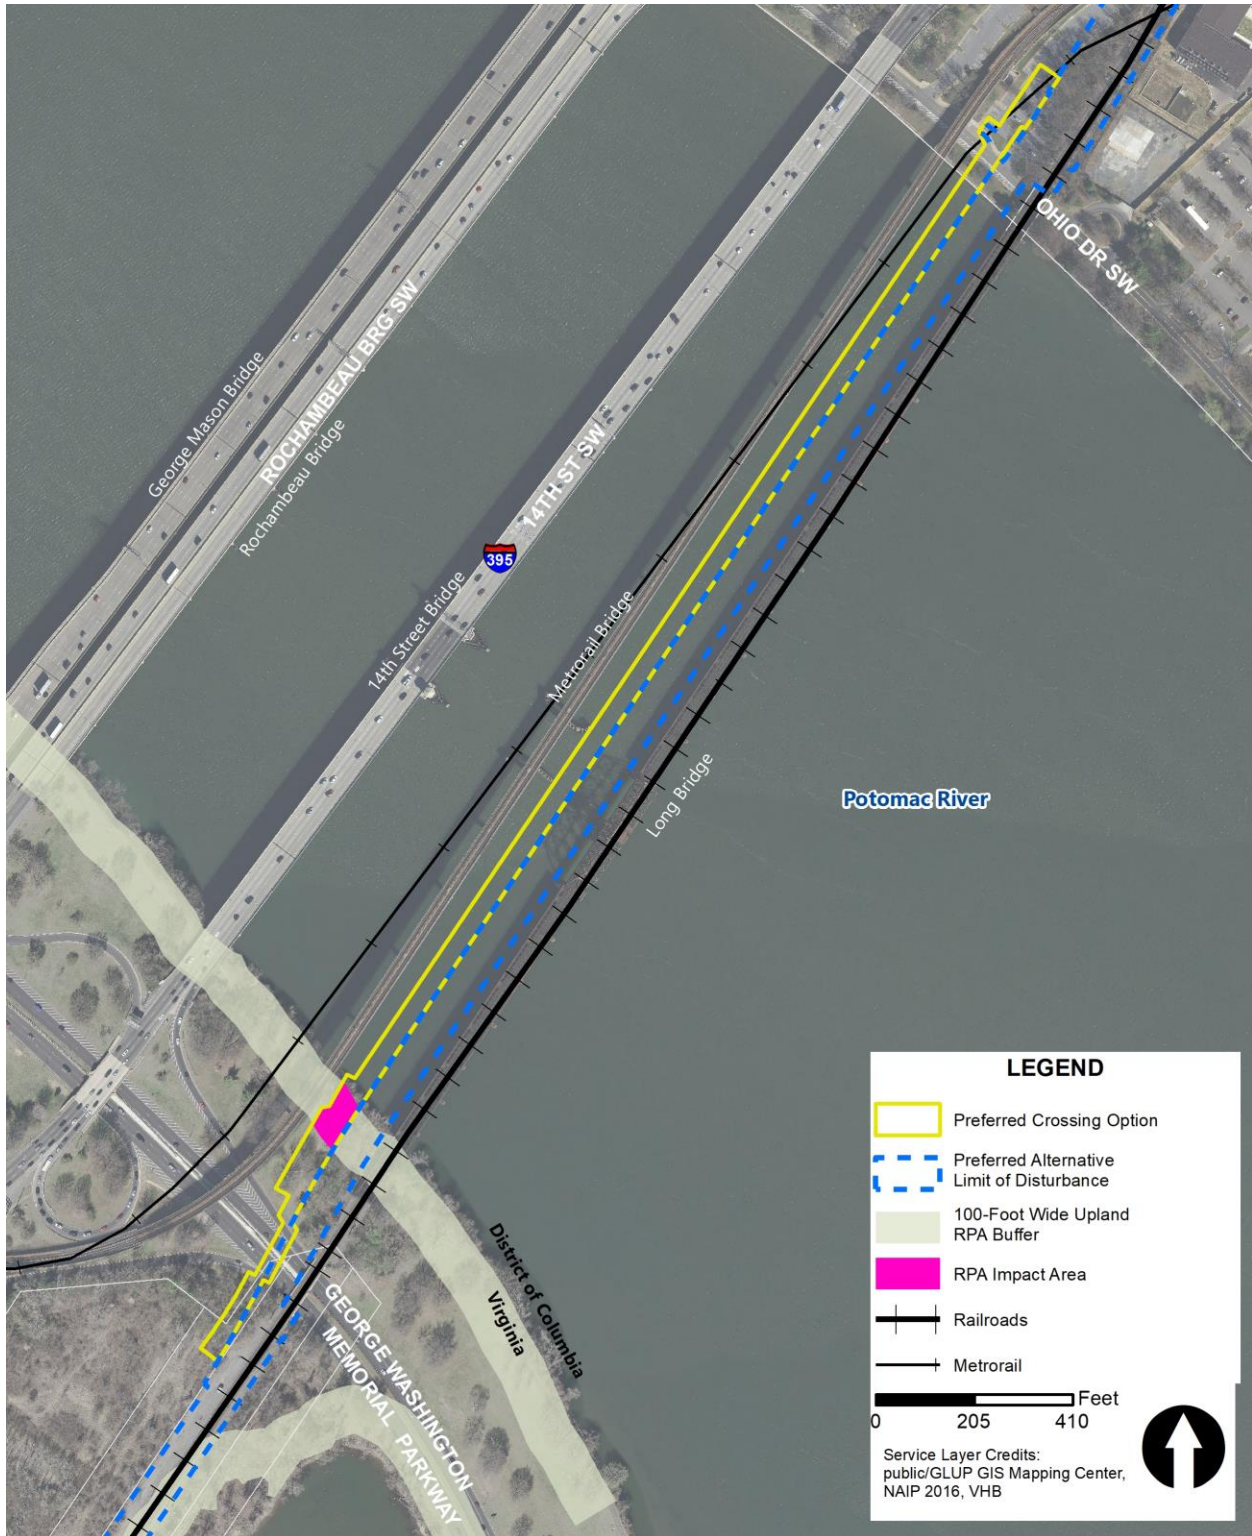 George Mason Bridge
ROCHAMBEAU BRG SW
Rochambeau Bridge
14TH ST SW
395
14th Street Bridge
Metrorail Bridge
Long Bridge
OHIO DR SW
Potomac River
District of Columbia
Virginia
GEORGE WASHINGTON
MEMORIAL PARKWAY
LEGEND
Preferred Crossing Option
Preferred Alternative
Limit of Disturbance
100-Foot Wide Upland
RPA Buffer
RPA Impact Area
Railroads
Metrorail
Feet
0 205 410
Service Layer Credits:
public/GLUP GIS Mapping Center,
NAIP 2016, VHB